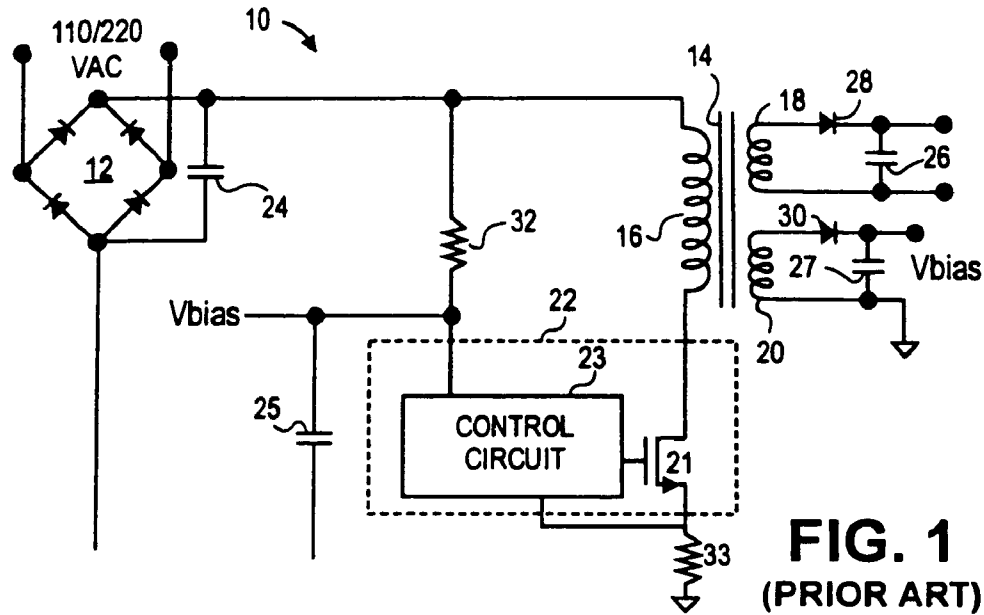 10
110/220
VAC
12
24
32
14
16
18
28
26
30
27
Vbias
20
Vbias
25
22
23
CONTROL
CIRCUIT
21
33
FIG. 1
(PRIOR ART)